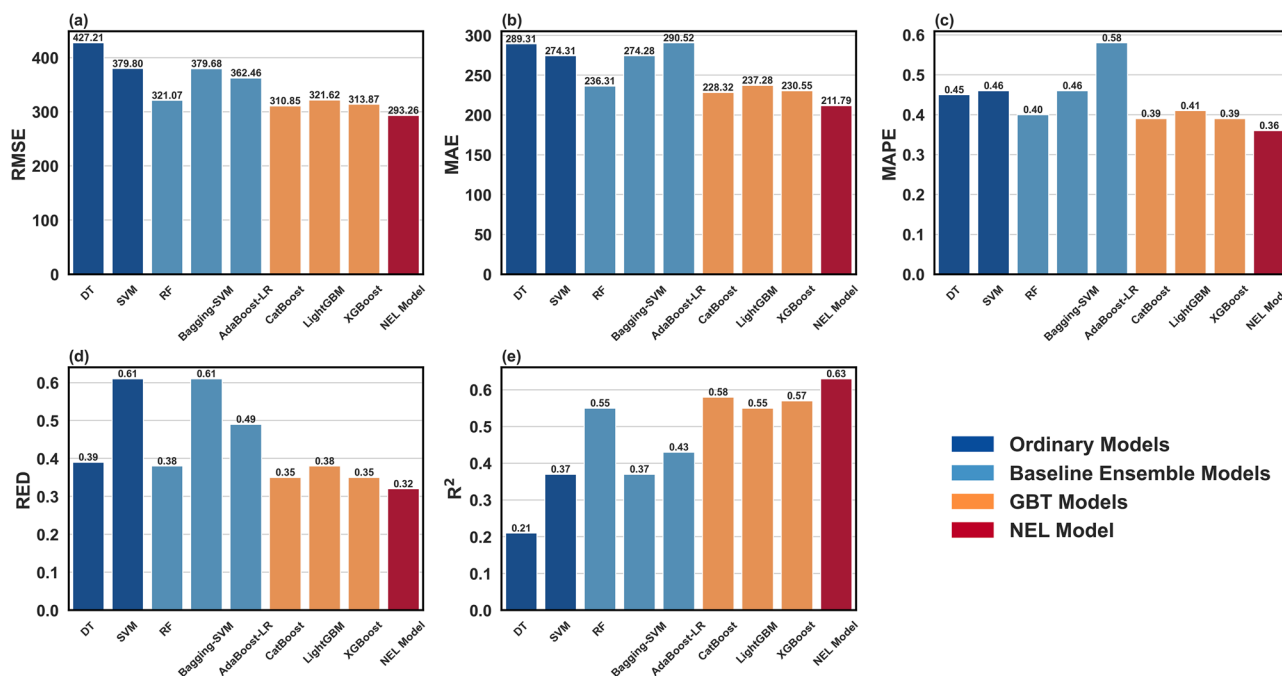 (a)
RMSE
400
300
200
100
0
427.21
379.80
321.07
379.68
362.46
310.85
321.62
313.87
293.26
DT
SVM
RF
Bagging-SVM
AdaBoost-LR
CatBoost
LightGBM
XGBoost
NEL Model
(b)
MAE
300
250
200
150
100
50
0
289.31
274.31
236.31
274.28
290.52
228.32
237.28
230.55
211.79
DT
SVM
RF
Bagging-SVM
AdaBoost-LR
CatBoost
LightGBM
XGBoost
NEL Model
(c)
MAPE
0.6
0.5
0.4
0.3
0.2
0.1
0.0
0.45
0.46
0.40
0.46
0.58
0.39
0.41
0.39
0.36
DT
SVM
RF
Bagging-SVM
AdaBoost-LR
CatBoost
LightGBM
XGBoost
NEL Model
(d)
RED
0.6
0.5
0.4
0.3
0.2
0.1
0.0
0.39
0.61
0.38
0.61
0.49
0.35
0.38
0.35
0.32
DT
SVM
RF
Bagging-SVM
AdaBoost-LR
CatBoost
LightGBM
XGBoost
NEL Model
(e)
R²
0.6
0.5
0.4
0.3
0.2
0.1
0.0
0.21
0.37
0.55
0.37
0.43
0.58
0.55
0.57
0.63
DT
SVM
RF
Bagging-SVM
AdaBoost-LR
CatBoost
LightGBM
XGBoost
NEL Model
Ordinary Models
Baseline Ensemble Models
GBT Models
NEL Model